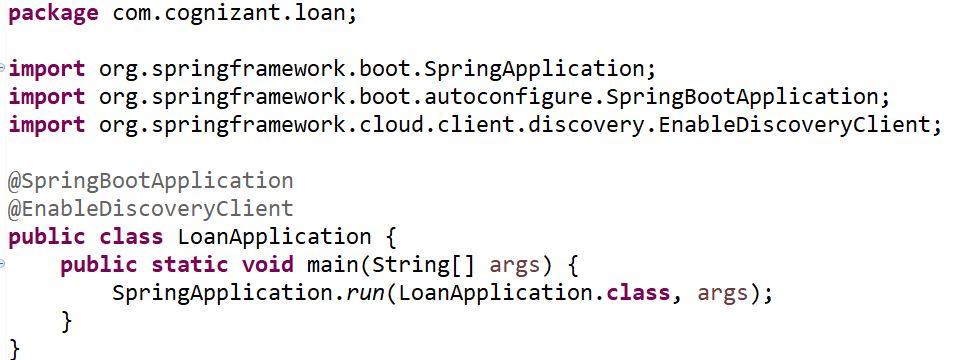 package com.cognizant.loan;
import org.springframework.boot.SpringApplication;
import org.springframework.boot.autoconfigure.SpringBootApplication;
import org.springframework.cloud.client.discovery.EnableDiscoveryClient;
@SpringBootApplication
@EnableDiscoveryClient
public class LoanApplication {
    public static void main(String[] args) {
        SpringApplication.run(LoanApplication.class, args);
    }
}